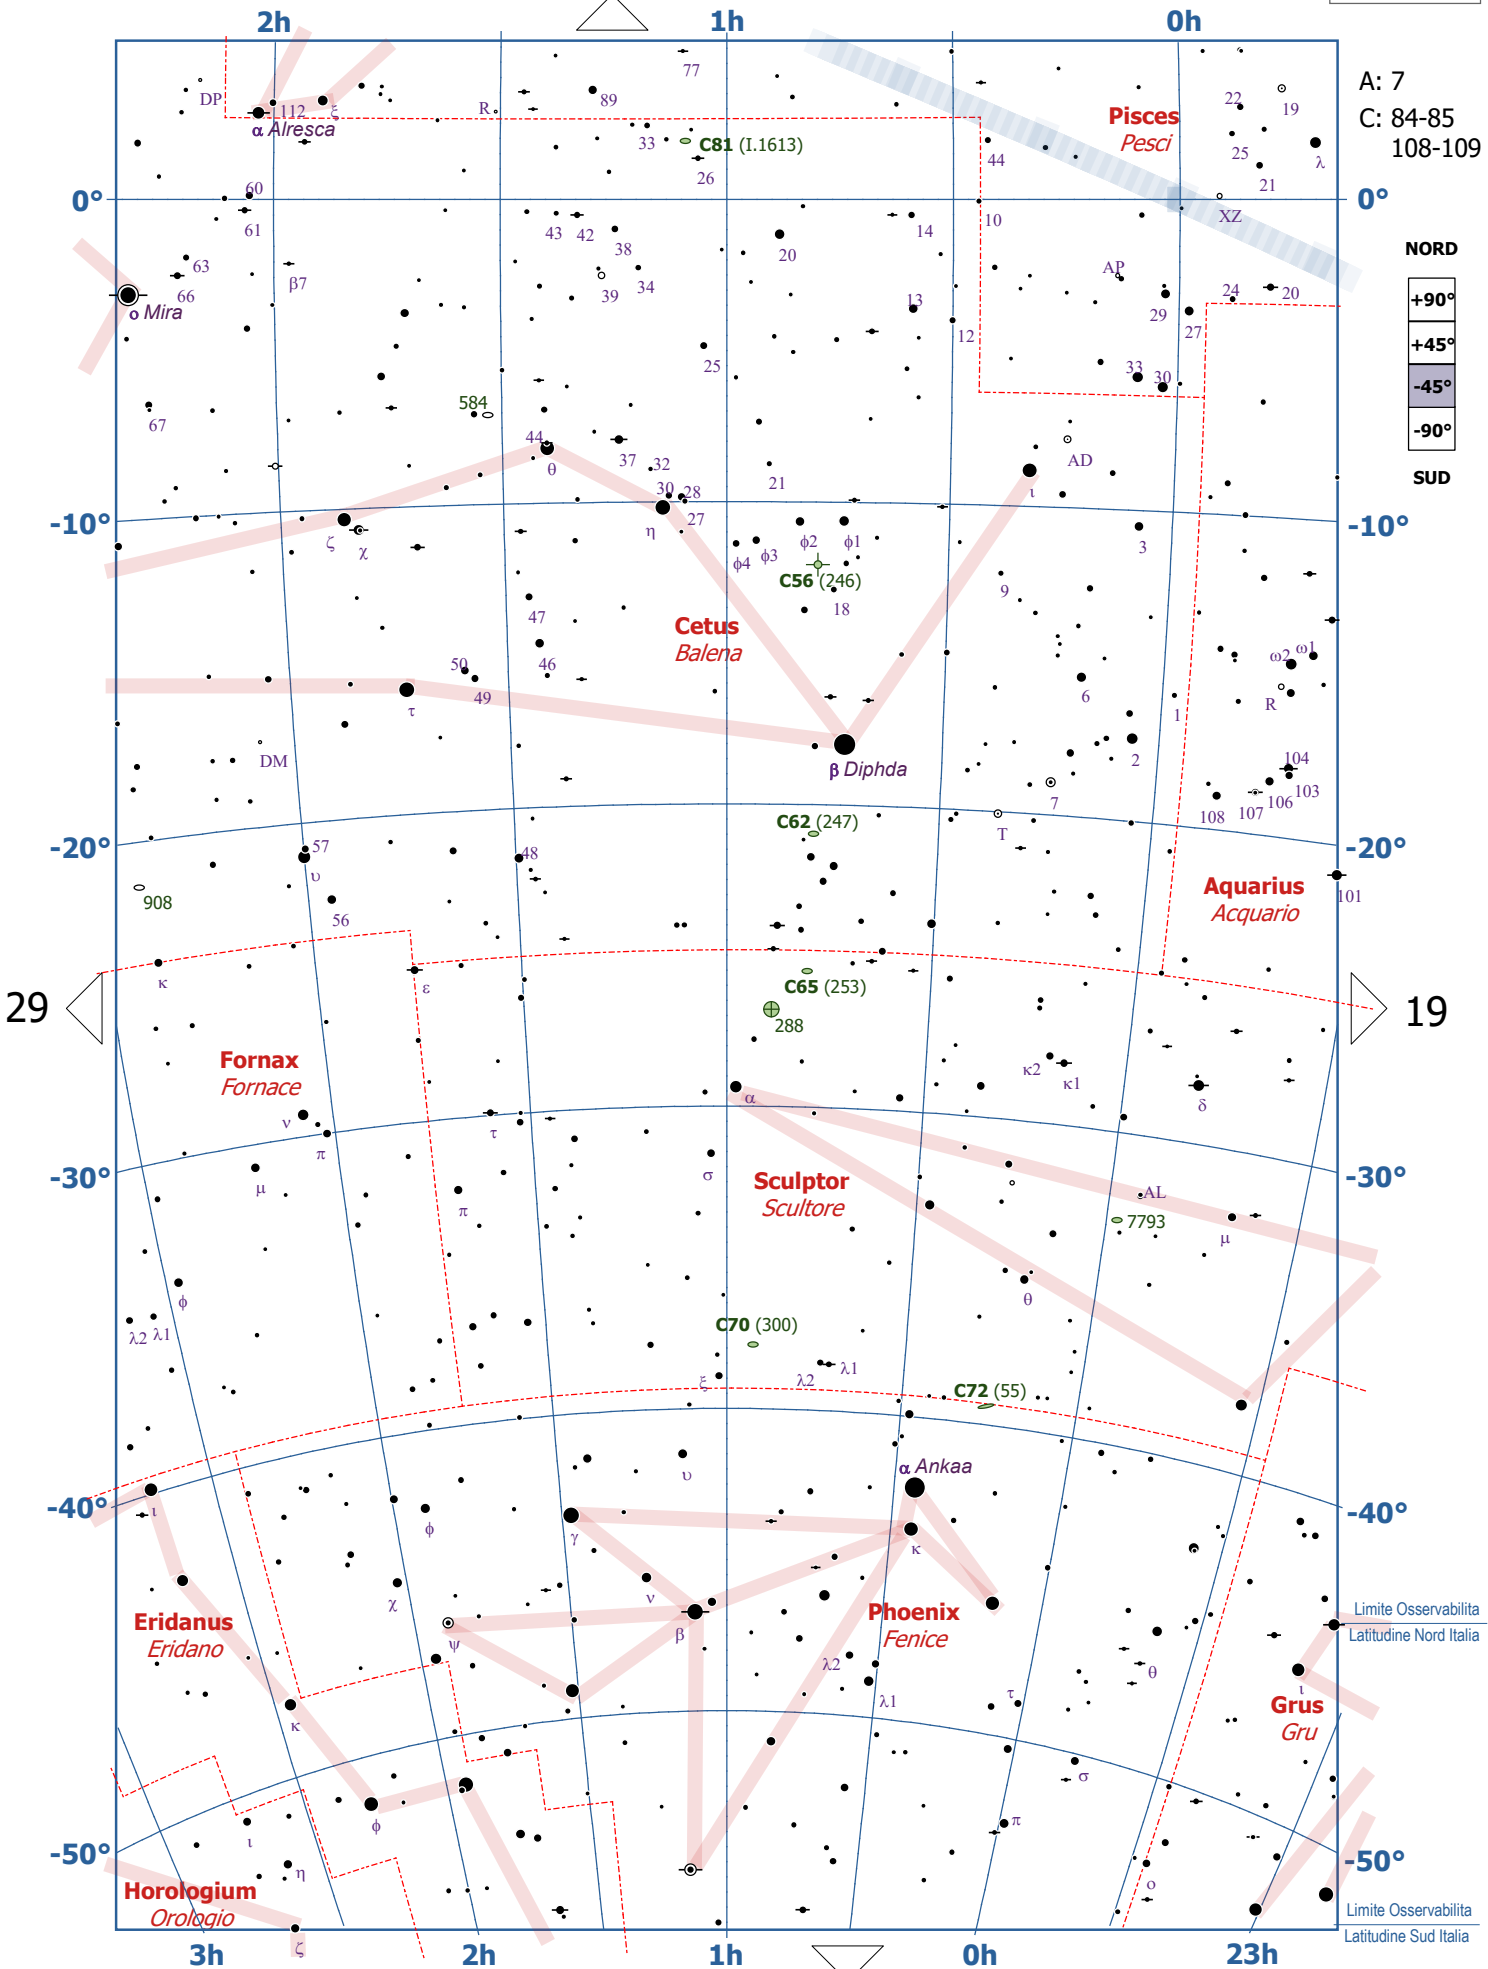 2h 1h 0h
A: 7
C: 84-85
108-109
77
DP
112
ξ
α Alresca
R
89
33
C81 (I.1613)
26
Pisces
Pesci
44
22
19
25
21
λ
0°
60
61
43
42
38
20
14
10
XZ
0°
NORD
63
66
β7
39
34
AP
24
20
ο Mira
13
12
29
27
+90°
+45°
-45°
-90°
SUD
25
33
30
67
584
44
θ
37
32
21
AD
ι
30
28
27
η
-10°
ζ
χ
ϕ4
ϕ3
ϕ2
ϕ1
3
-10°
C56 (246)
18
9
47
Cetus
Balena
46
50
49
τ
6
1
ω2
ω1
R
DM
β Diphda
2
7
104
103
106
107
108
T
C62 (247)
-20°
57
υ
48
-20°
908
56
Aquarius
Acquario
101
κ
ε
C65 (253)
288
29
19
Fornax
Fornace
κ2
κ1
δ
α
ν
π
τ
-30°
μ
π
σ
Sculptor
Scultore
AL
7793
μ
-30°
ϕ
λ2
λ1
θ
C70 (300)
ξ
λ2
λ1
C72 (55)
υ
α Ankaa
-40°
ι
ϕ
γ
κ
-40°
χ
ν
Eridanus
Eridano
ψ
β
Phoenix
Fenice
Limite Osservabilita
Latitudine Nord Italia
λ2
λ1
θ
ι
κ
τ
Grus
Gru
σ
ϕ
ι
π
-50°
η
ο
-50°
Horologium
Orologio
ζ
Limite Osservabilita
Latitudine Sud Italia
3h 2h 1h 0h 23h